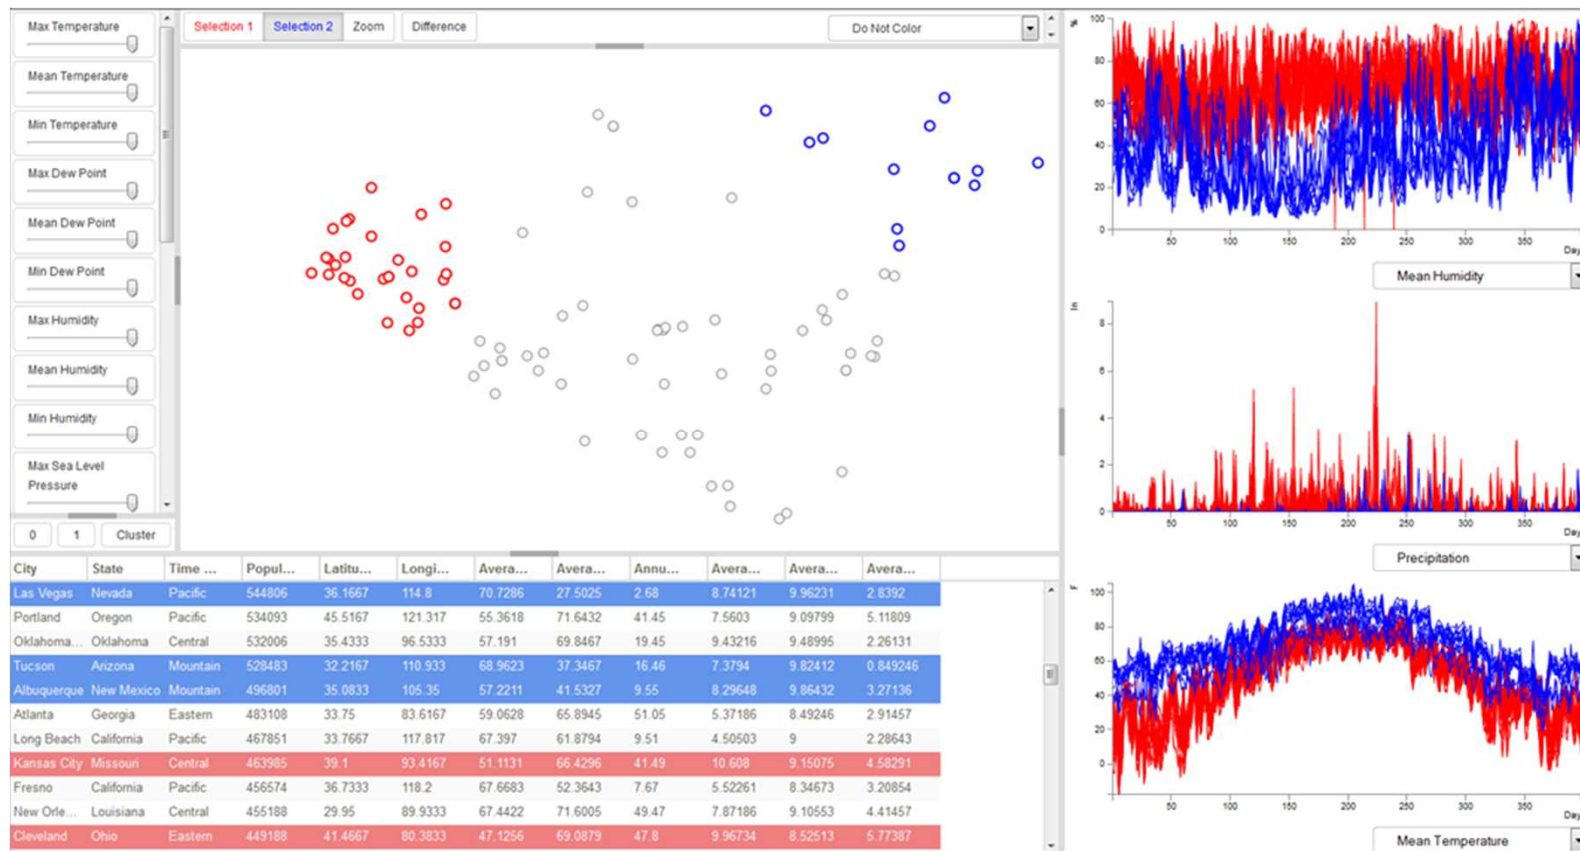 Max Temperature
Mean Temperature
Min Temperature
Max Dew Point
Mean Dew Point
Min Dew Point
Max Humidity
Mean Humidity
Min Humidity
Max Sea Level
Pressure
0 1 Cluster
Selection 1 Selection 2 Zoom Difference Do Not Color
City State Time ... Popul... Latitu... Longi... Avera... Avera... Annu... Avera... Avera... Avera...
Las Vegas Nevada Pacific 544806 36.1667 114.8 70.7286 27.5025 2.68 8.74121 9.96231 2.8392
Portland Oregon Pacific 534093 45.5167 121.317 55.3618 71.6432 41.45 7.5603 9.09799 5.11809
Oklahoma... Oklahoma Central 532006 35.4333 96.5333 57.191 69.8467 19.45 9.43216 9.48995 2.26131
Tucson Arizona Mountain 528483 32.2167 110.933 68.9623 37.3467 16.46 7.3794 9.82412 0.849246
Albuquerque New Mexico Mountain 496801 35.0833 105.35 57.2211 41.5327 9.55 8.29648 9.86432 3.27136
Atlanta Georgia Eastern 483108 33.75 83.6167 59.0628 65.8945 51.05 5.37186 8.49246 2.91457
Long Beach California Pacific 467851 33.7667 117.817 67.397 61.8794 9.51 4.50503 9 2.28643
Kansas City Missouri Central 463985 39.1 93.4167 51.1131 66.4296 41.49 10.608 9.15075 4.58291
Fresno California Pacific 456574 36.7333 118.2 67.6683 52.3643 7.67 5.52261 8.34673 3.20854
New Orle... Louisiana Central 455188 29.95 89.9333 67.4422 71.6005 49.47 7.87186 9.10553 4.41457
Cleveland Ohio Eastern 449188 41.4667 80.3833 47.1256 69.0879 47.8 9.96734 8.52513 5.77387
%
100
80
60
40
20
0
50 100 150 200 250 300 350
Day
Mean Humidity
In
8
6
4
2
0
50 100 150 200 250 300 350
Day
Precipitation
F
100
80
60
40
20
0
50 100 150 200 250 300 350
Day
Mean Temperature